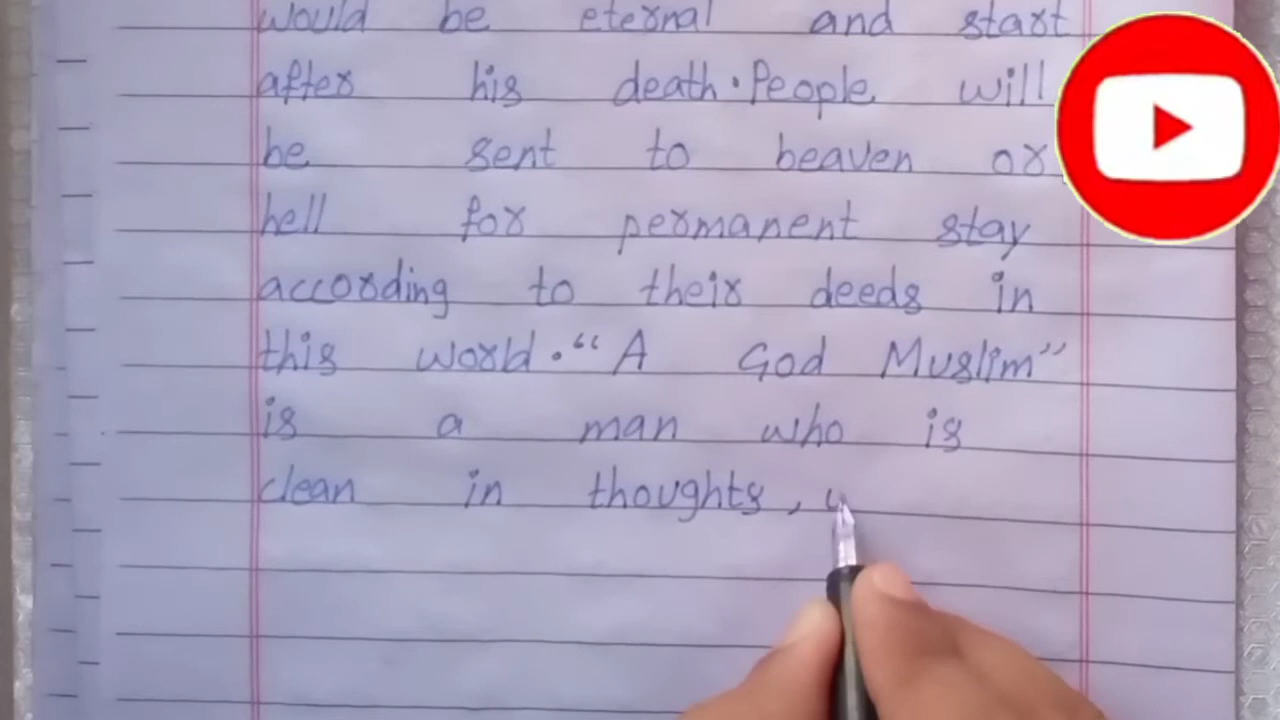 would be eternal and start
after his death. People will
be sent to beaven or
hell for permanent stay
according to their deeds in
this world. "A God Muslim"
is a man who is
clean in thoughts,